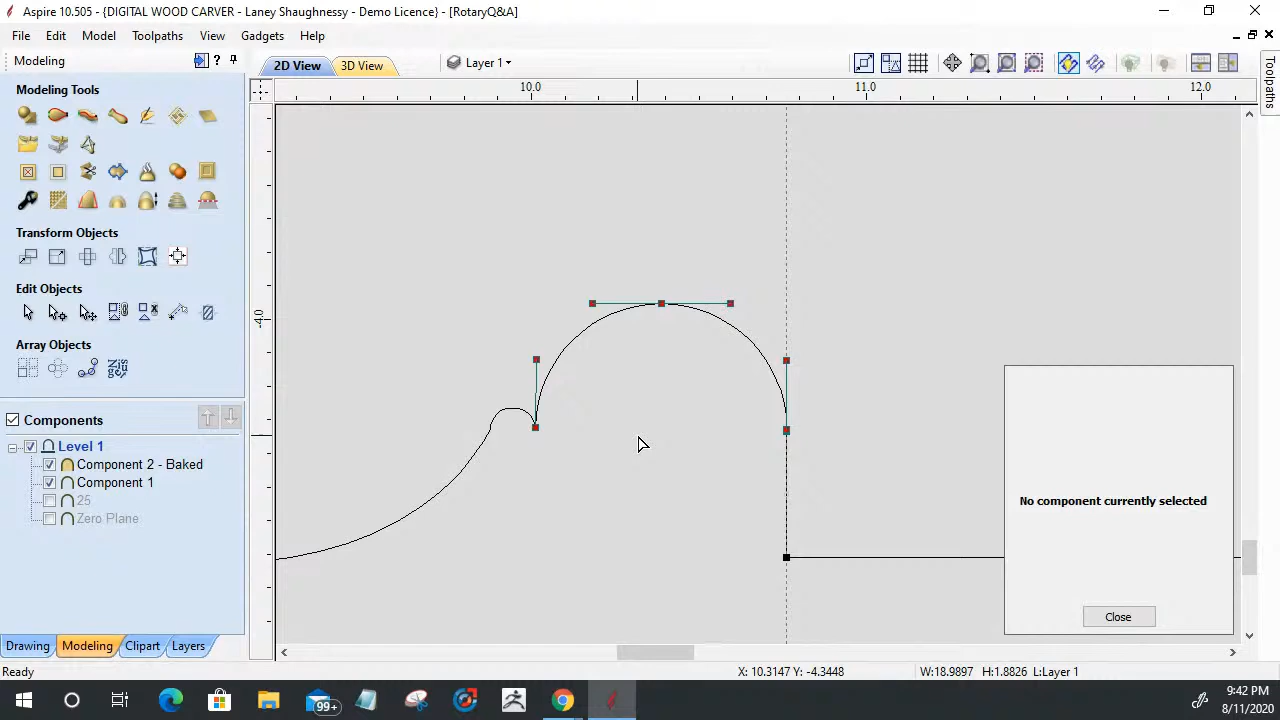 Aspire 10.505 - {DIGITAL WOOD CARVER - Laney Shaughnessy - Demo Licence} - [RotaryQ&A]
File Edit Model Toolpaths View Gadgets Help
Modeling
2D View 3D View Layer 1
Toolpaths
Modeling Tools
10.0 11.0 12.0
-4.0
Transform Objects
Edit Objects
Array Objects
Components
Level 1
Component 2 - Baked
Component 1
25
Zero Plane
No component currently selected
Close
Drawing Modeling Clipart Layers
Ready
X: 10.3147 Y: -4.3448
W:18.9897 H:1.8826 L:Layer 1
99+
9:42 PM
8/11/2020